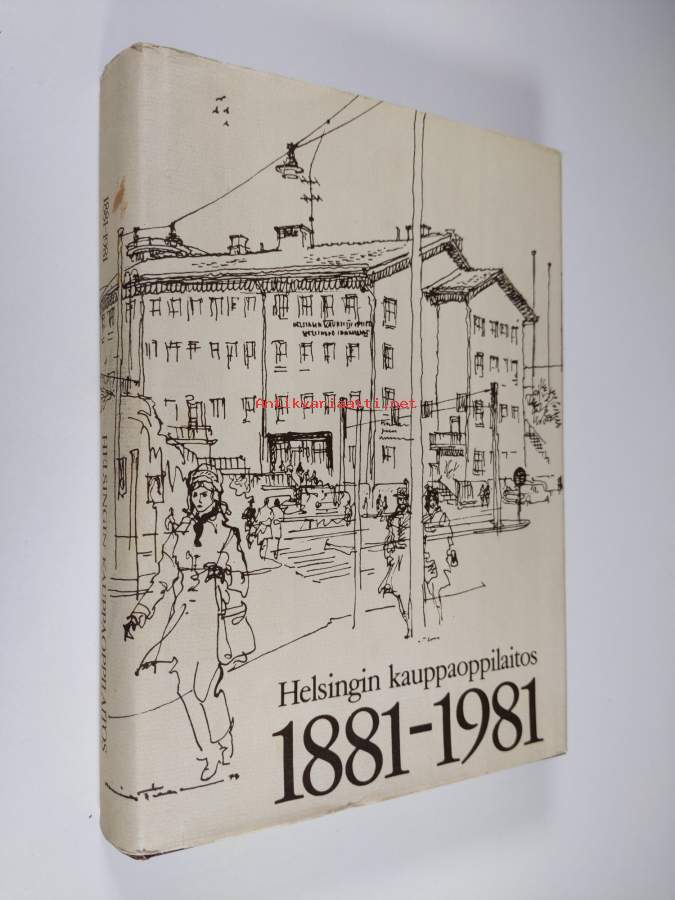 1881-1981
HELSINGIN KAUPPAOPPILAITOS
Antikvariaatti.net
Helsingin kauppaoppilaitos
1881-1981